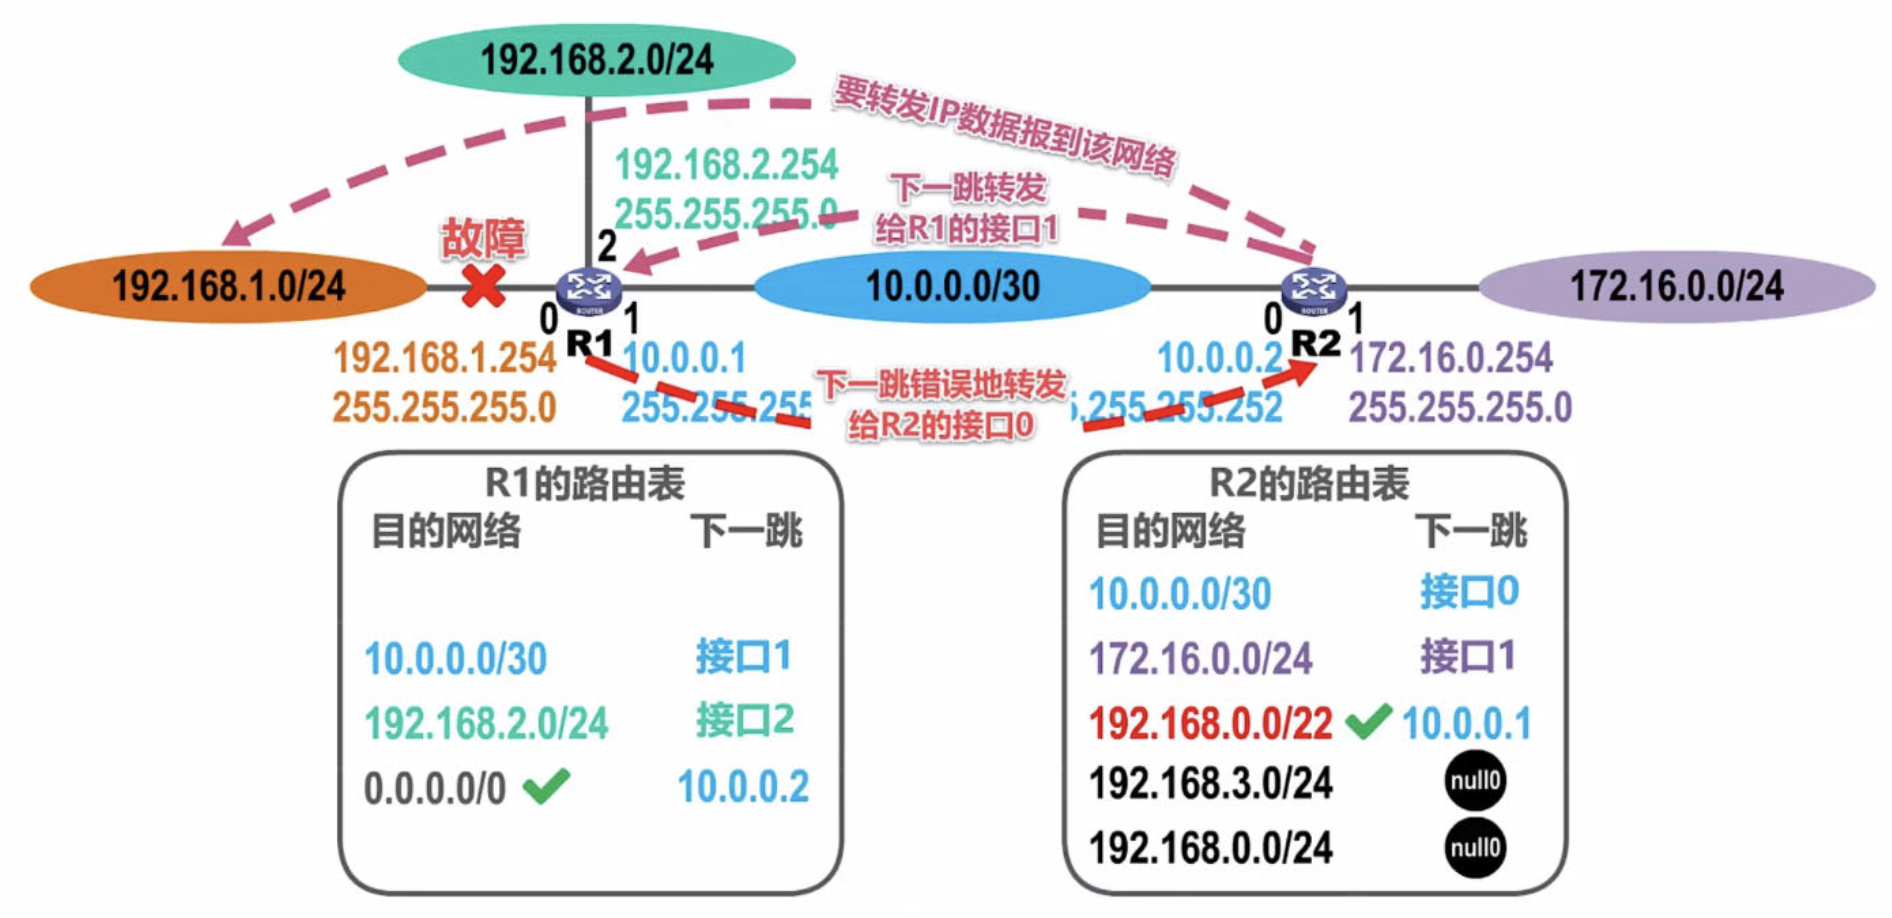 192.168.2.0/24
要转发IP数据报到该网络
192.168.2.254
255.255.255.0
下一跳转发
给R1的接口1
故障
2
192.168.1.0/24
10.0.0.0/30
172.16.0.0/24
ROUTER
ROUTER
0
1
0
1
R1
R2
192.168.1.254
10.0.0.1
10.0.0.2
172.16.0.254
下一跳错误地转发
给R2的接口0
255.255.255.0
255.255.255
.255.255.252
255.255.255.0
R1的路由表
目的网络 下一跳
10.0.0.0/30 接口1
192.168.2.0/24 接口2
0.0.0.0/0 10.0.0.2
R2的路由表
目的网络 下一跳
10.0.0.0/30 接口0
172.16.0.0/24 接口1
192.168.0.0/22 10.0.0.1
192.168.3.0/24 null0
192.168.0.0/24 null0